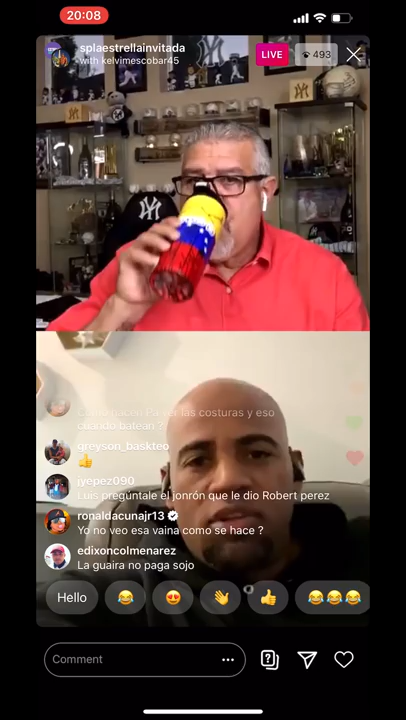 20:08
splaestrellainvitada
with kelvimescobar45
LIVE
493
Como hacen Pa ver las costuras y eso
cuando batean ?
greyson_baskteo
👍
jyepez090
Luis pregúntale el jonrón que le dio Robert perez
ronaldacunajr13
Yo no veo esa vaina como se hace ?
edixoncolmenarez
La guaira no paga sojo
Hello 😂 😍 👋 👍 😂😂😂
Comment